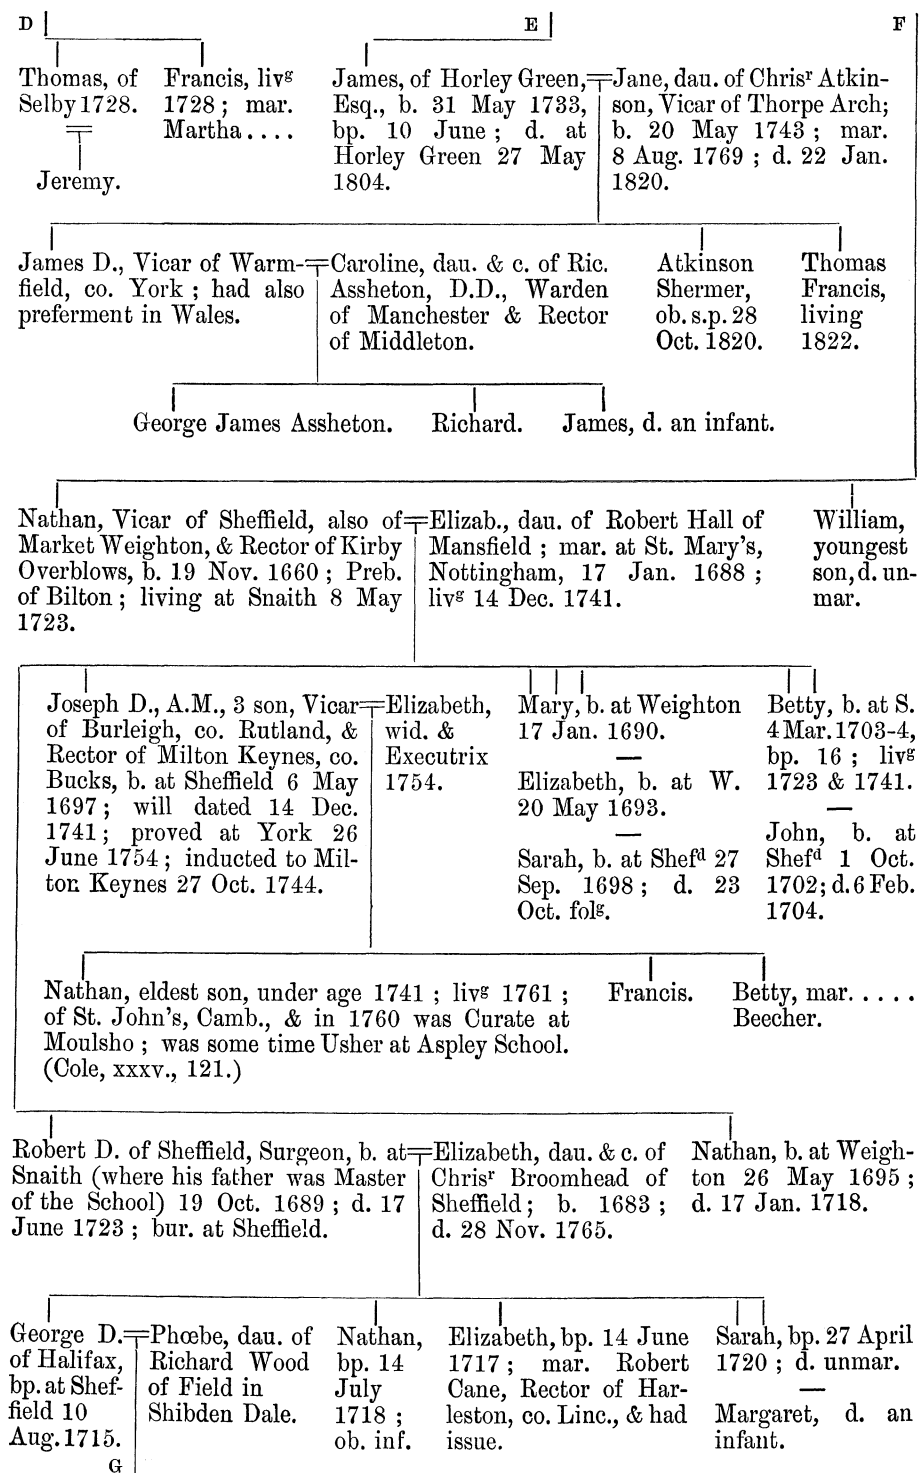 D E F
Thomas, of
Selby 1728.
Jeremy.
Francis, livᵍ
1728 ; mar.
Martha . . . .
James, of Horley Green,
Esq., b. 31 May 1733,
bp. 10 June ; d. at
Horley Green 27 May
1804.
Jane, dau. of Chrisʳ Atkin-
son, Vicar of Thorpe Arch;
b. 20 May 1743 ; mar.
8 Aug. 1769 ; d. 22 Jan.
1820.
James D., Vicar of Warm-
field, co. York ; had also
preferment in Wales.
Caroline, dau. & c. of Ric.
Assheton, D.D., Warden
of Manchester & Rector
of Middleton.
Atkinson
Shermer,
ob. s.p. 28
Oct. 1820.
Thomas
Francis,
living
1822.
George James Assheton.
Richard.
James, d. an infant.
Nathan, Vicar of Sheffield, also of
Market Weighton, & Rector of Kirby
Overblows, b. 19 Nov. 1660 ; Preb.
of Bilton ; living at Snaith 8 May
1723.
Elizab., dau. of Robert Hall of
Mansfield ; mar. at St. Mary's,
Nottingham, 17 Jan. 1688 ;
livᵍ 14 Dec. 1741.
William,
youngest
son, d. un-
mar.
Joseph D., A.M., 3 son, Vicar
of Burleigh, co. Rutland, &
Rector of Milton Keynes, co.
Bucks, b. at Sheffield 6 May
1697 ; will dated 14 Dec.
1741 ; proved at York 26
June 1754 ; inducted to Mil-
ton Keynes 27 Oct. 1744.
Elizabeth,
wid. &
Executrix
1754.
Mary, b. at Weighton
17 Jan. 1690.
—
Elizabeth, b. at W.
20 May 1693.
—
Sarah, b. at Shefᵈ 27
Sep. 1698 ; d. 23
Oct. folᵍ.
Betty, b. at S.
4 Mar. 1703-4,
bp. 16 ; livᵍ
1723 & 1741.
—
John, b. at
Shefᵈ 1 Oct.
1702; d. 6 Feb.
1704.
Nathan, eldest son, under age 1741 ; livᵍ 1761 ;
of St. John's, Camb., & in 1760 was Curate at
Moulsho ; was some time Usher at Aspley School.
(Cole, xxxv., 121.)
Francis.
Betty, mar. . . . .
Beecher.
Robert D. of Sheffield, Surgeon, b. at
Snaith (where his father was Master
of the School) 19 Oct. 1689 ; d. 17
June 1723 ; bur. at Sheffield.
Elizabeth, dau. & c. of
Chrisʳ Broomhead of
Sheffield ; b. 1683 ;
d. 28 Nov. 1765.
Nathan, b. at Weigh-
ton 26 May 1695 ;
d. 17 Jan. 1718.
George D.
of Halifax,
bp. at Shef-
field 10
Aug. 1715.
G
Phœbe, dau. of
Richard Wood
of Field in
Shibden Dale.
Nathan,
bp. 14
July
1718 ;
ob. inf.
Elizabeth, bp. 14 June
1717 ; mar. Robert
Cane, Rector of Har-
leston, co. Linc., & had
issue.
Sarah, bp. 27 April
1720 ; d. unmar.
—
Margaret, d. an
infant.